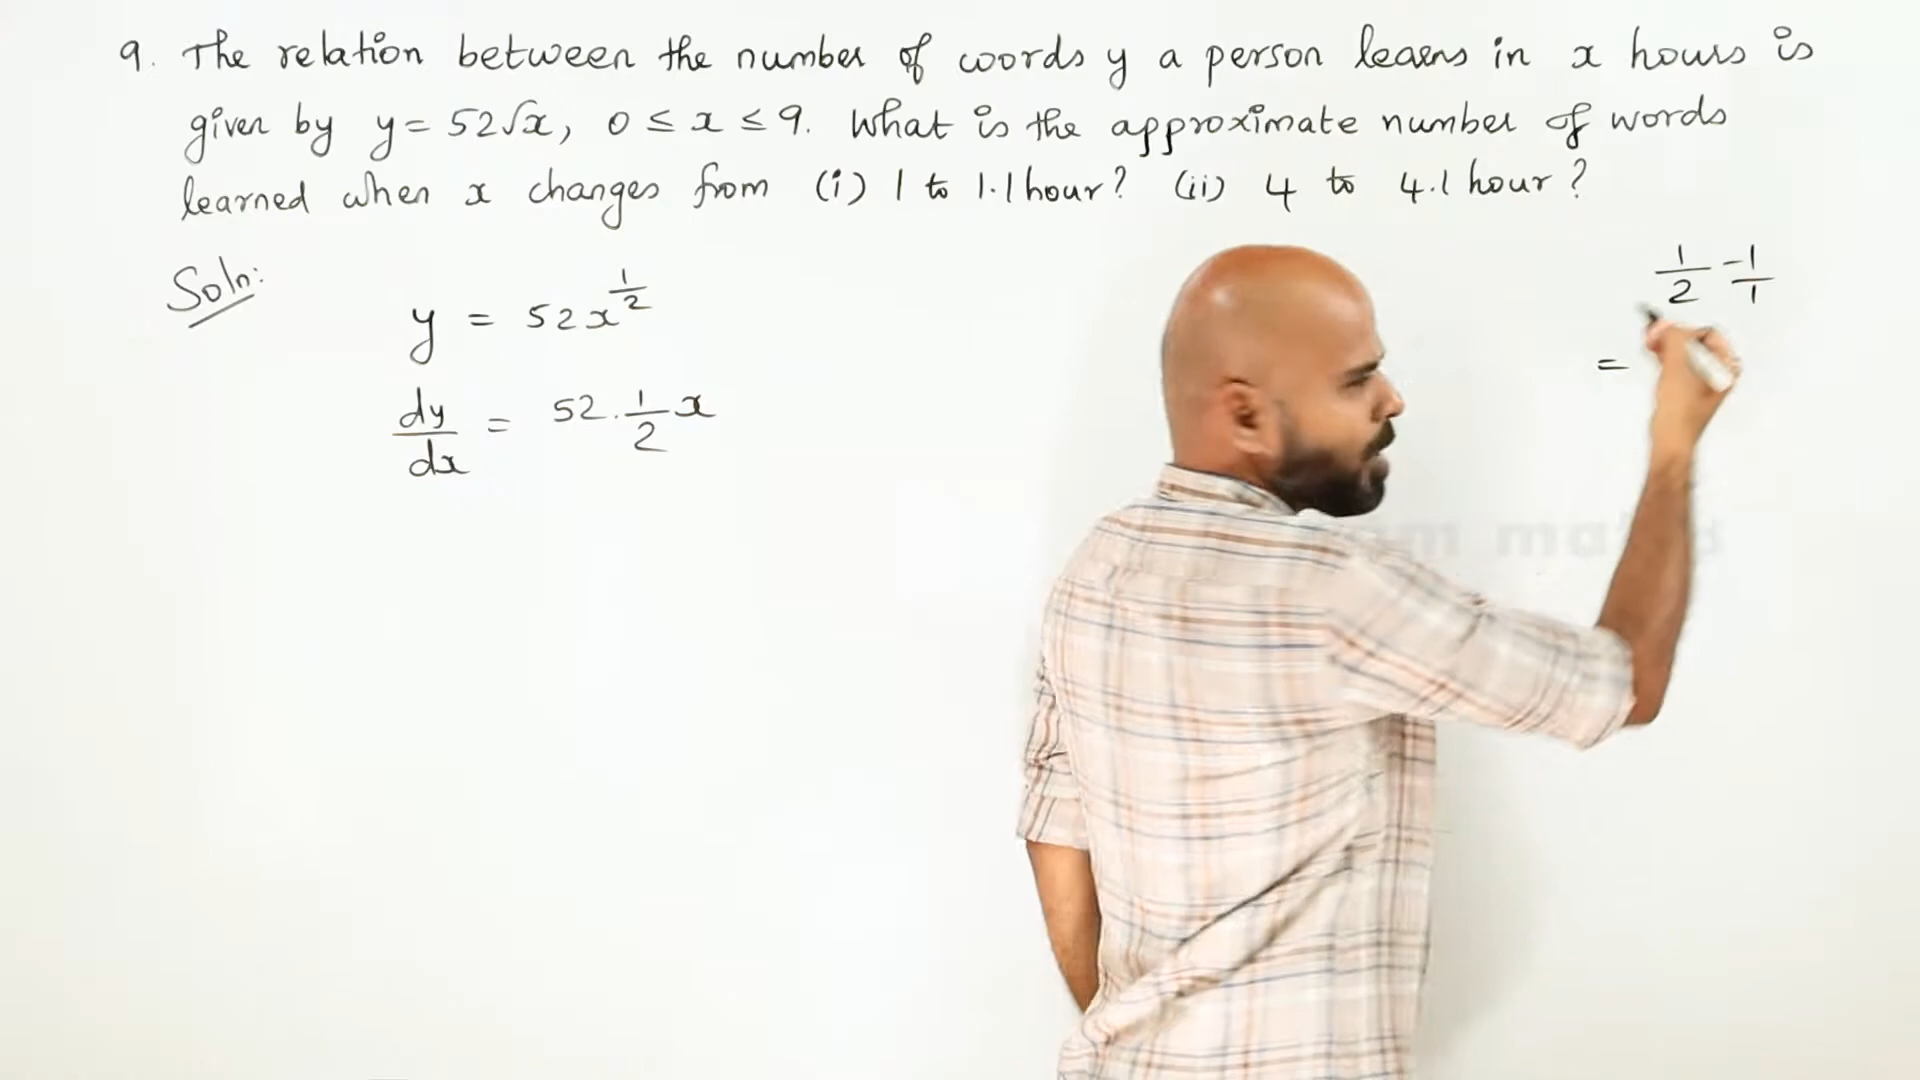 9. The relation between the number of words y a person learns in x hours is
given by y = 52√x, 0 ≤ x ≤ 9. What is the approximate number of words
learned when x changes from (i) 1 to 1.1 hour? (ii) 4 to 4.1 hour?
Soln:
y = 52x^{1/2}
dy/dx = 52 . 1/2 x
1/2 - 1/1
=